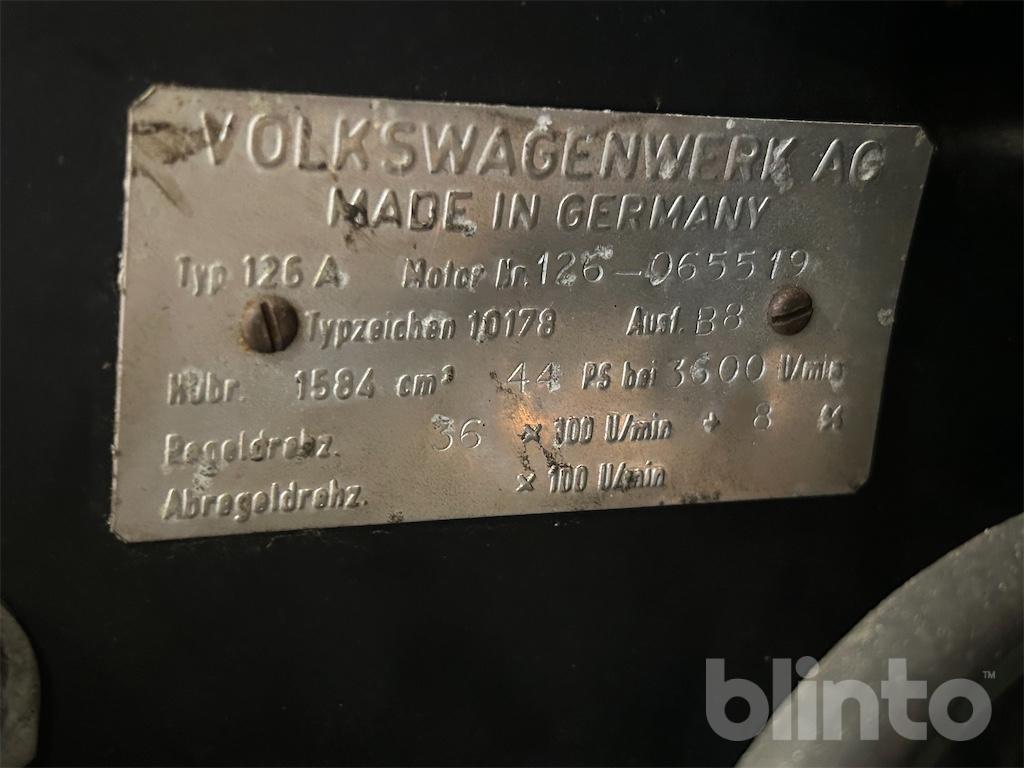 VOLKSWAGENWERK AG
MADE IN GERMANY
Typ 126 A Motor Nr. 126-065519
Typzeichen 10178 Ausf. B8
Hubr. 1584 cm³ 44 PS bei 3600 U/min
Regeldrehz. 36 x 100 U/min + 8 %
Abregeldrehz. x 100 U/min
blinto™